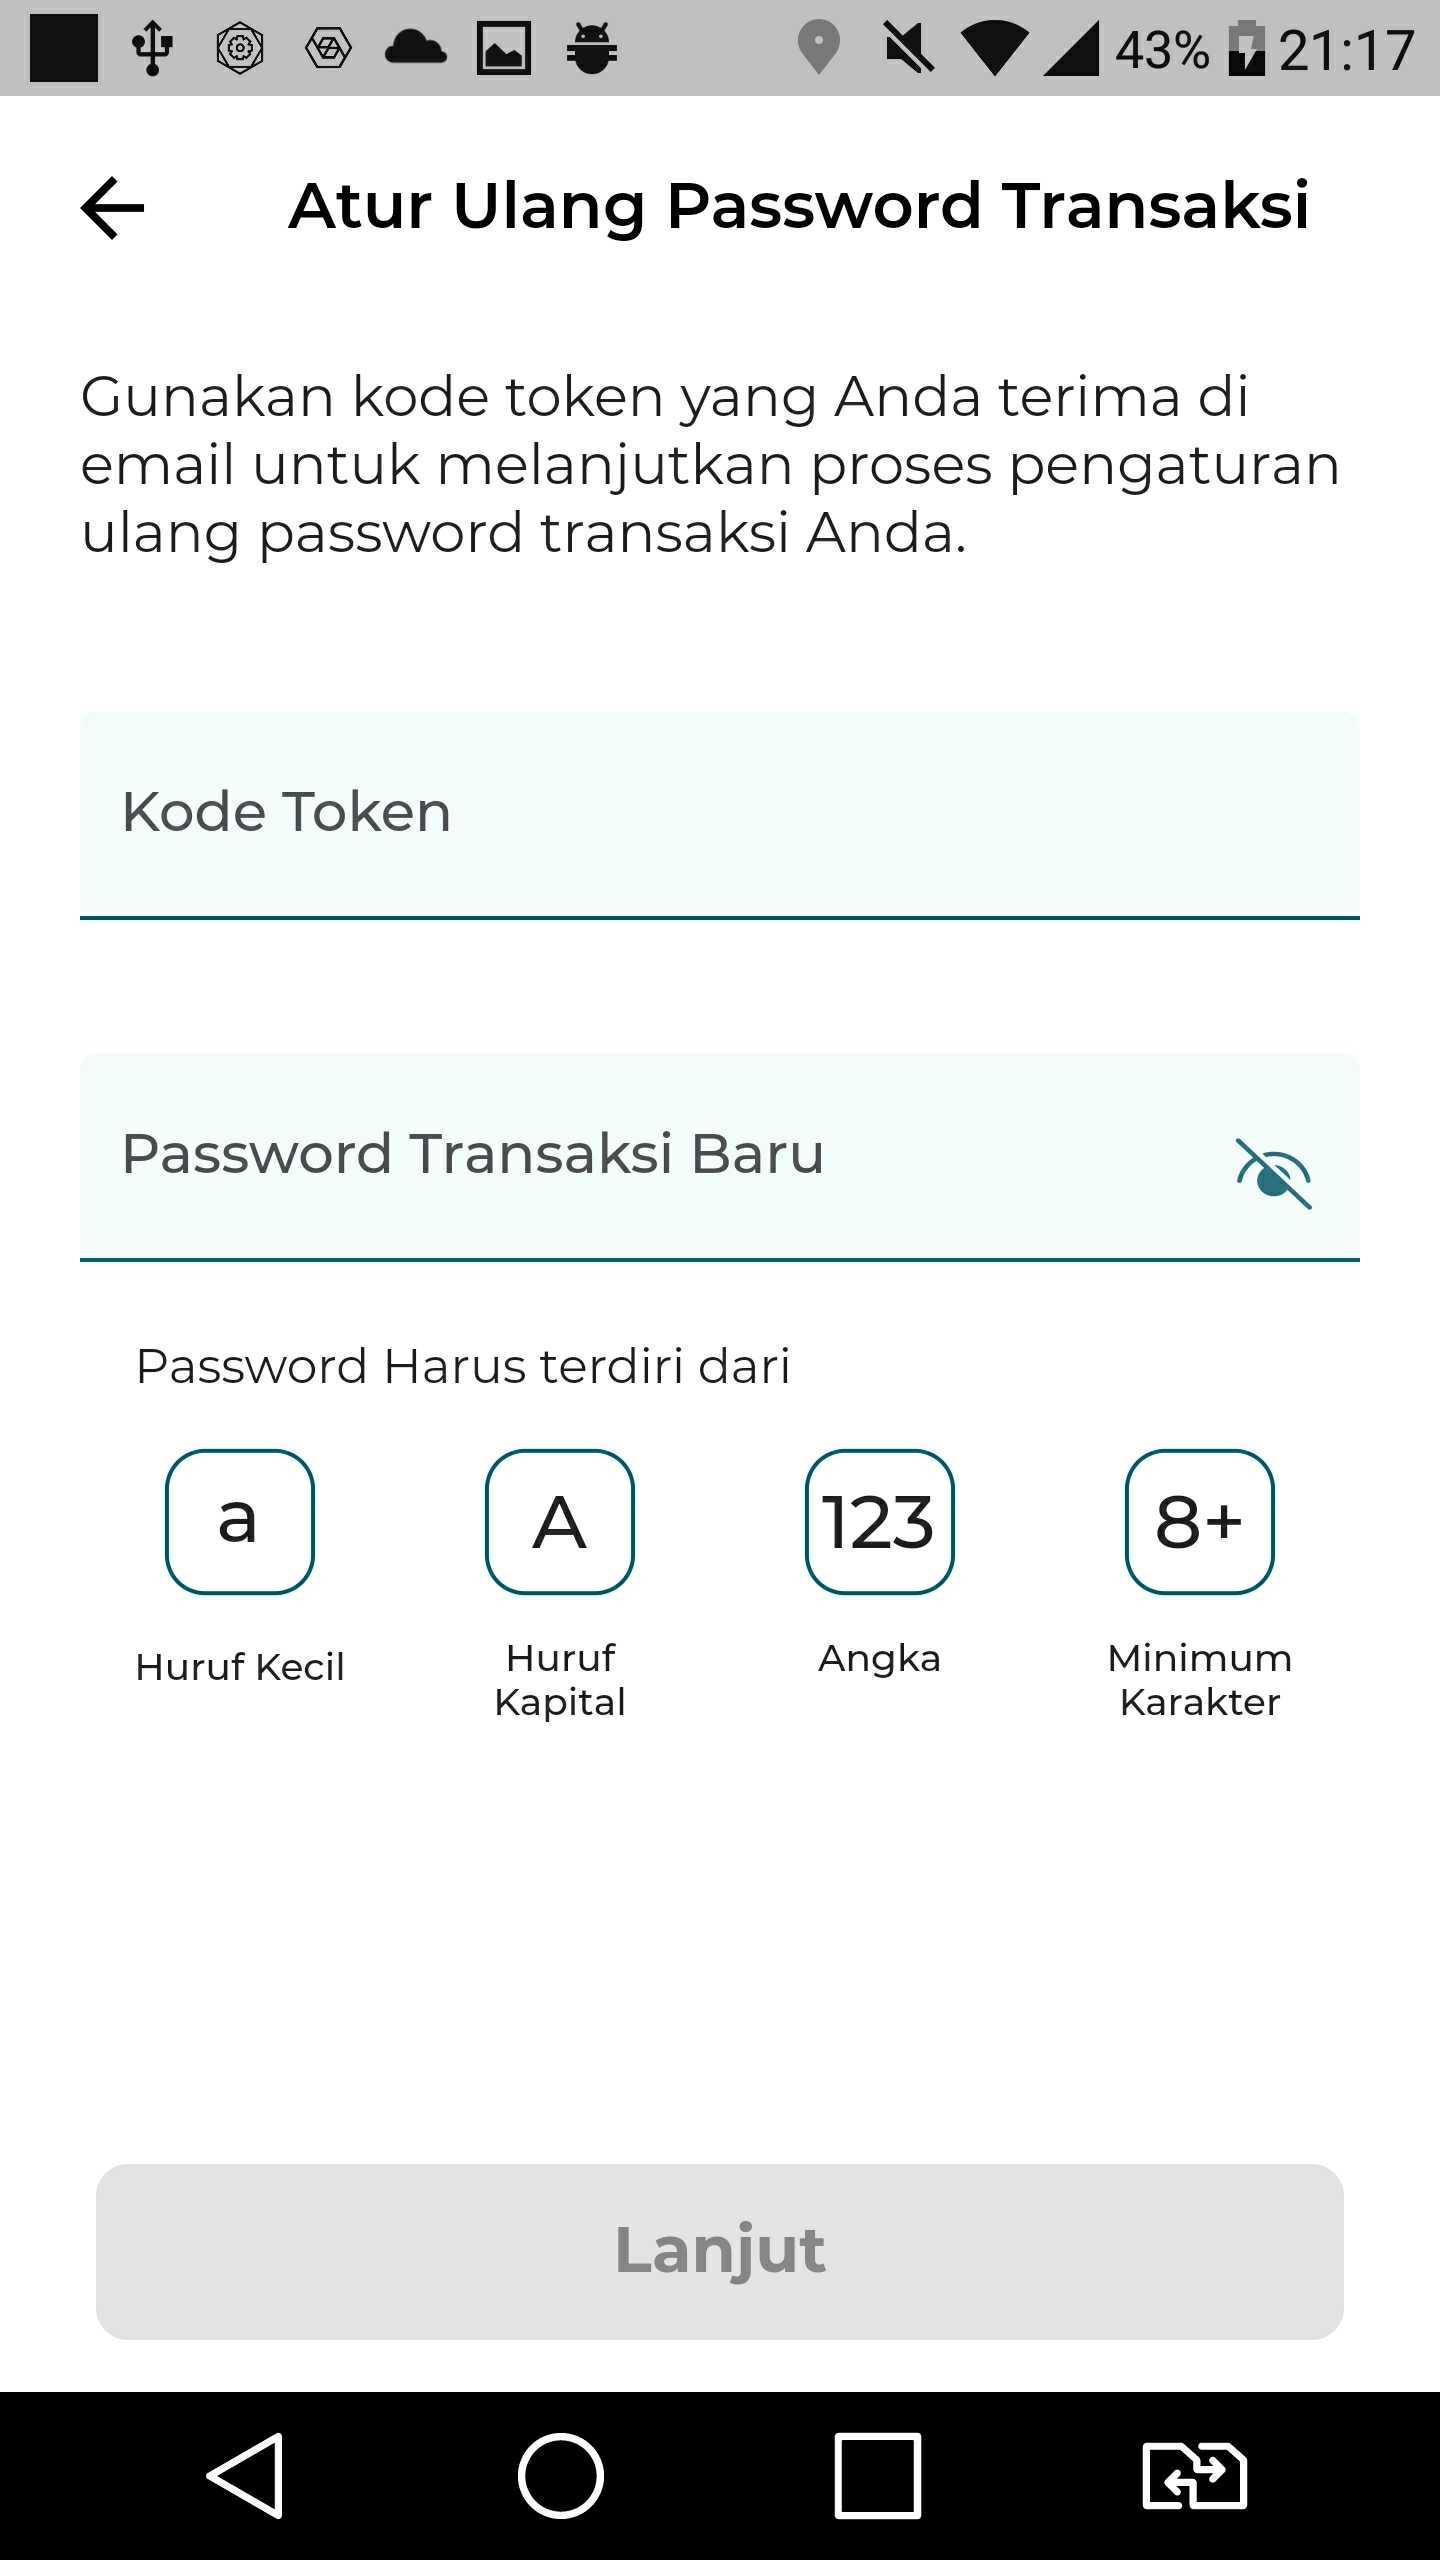 43% 21:17
Atur Ulang Password Transaksi
Gunakan kode token yang Anda terima di
email untuk melanjutkan proses pengaturan
ulang password transaksi Anda.
Kode Token
Password Transaksi Baru
Password Harus terdiri dari
a A 123 8+
Huruf Kecil
Huruf
Kapital
Angka
Minimum
Karakter
Lanjut